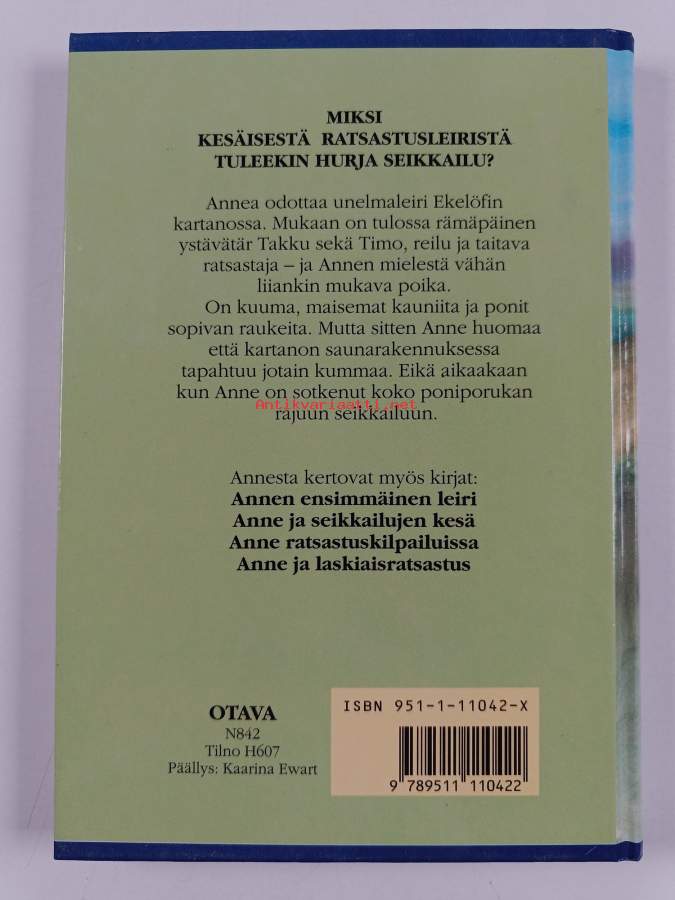 MIKSI
KESÄISESTÄ RATSASTUSLEIRISTÄ
TULEEKIN HURJA SEIKKAILU?
Annea odottaa unelmaleiri Ekelöfin
kartanossa. Mukaan on tulossa rämäpäinen
ystävätär Takku sekä Timo, reilu ja taitava
ratsastaja – ja Annen mielestä vähän
liiankin mukava poika.
On kuuma, maisemat kauniita ja ponit
sopivan raukeita. Mutta sitten Anne huomaa
että kartanon saunarakennuksessa
tapahtuu jotain kummaa. Eikä aikaakaan
kun Anne on sotkenut koko poniporukan
Antikvariaatti.net
rajuun seikkailuun.
Annesta kertovat myös kirjat:
Annen ensimmäinen leiri
Anne ja seikkailujen kesä
Anne ratsastuskilpailuissa
Anne ja laskiaisratsastus
OTAVA
N842
Tilno H607
Päällys: Kaarina Ewart
ISBN 951-1-11042-X
9 789511 110422